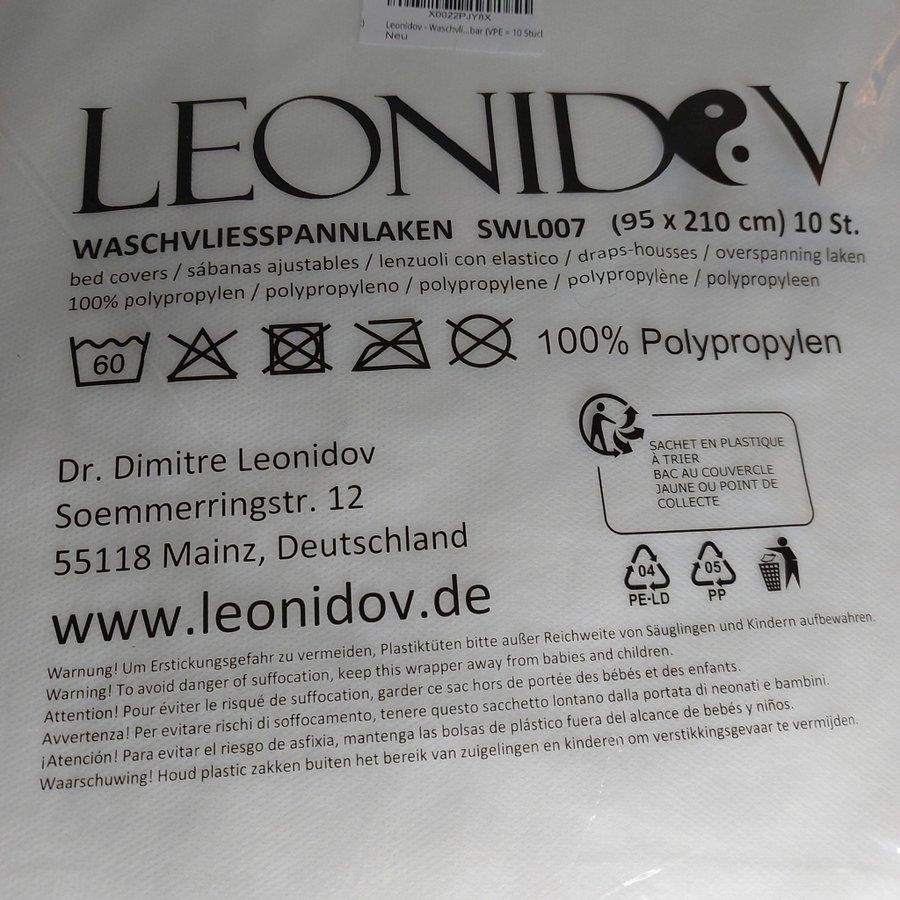 X0022PJY8X
Leonidov - Waschvli...bar (VPE = 10 Stück
Neu
LEONIDOV
WASCHVLIESSPANNLAKEN SWL007 (95 x 210 cm) 10 St.
bed covers / sábanas ajustables / lenzuoli con elastico / draps-housses / overspanning laken
100% polypropylen / polypropyleno / polypropylene / polypropylène / polypropyleen
60
100% Polypropylen
Dr. Dimitre Leonidov
Soemmerringstr. 12
55118 Mainz, Deutschland
www.leonidov.de
SACHET EN PLASTIQUE
À TRIER
BAC AU COUVERCLE
JAUNE OU POINT DE
COLLECTE
04 05
PE-LD PP
Warnung! Um Erstickungsgefahr zu vermeiden, Plastiktüten bitte außer Reichweite von Säuglingen und Kindern aufbewahren.
Warning! To avoid danger of suffocation, keep this wrapper away from babies and children.
Attention! Pour éviter le risqué de suffocation, garder ce sac hors de portée des bébés et des enfants.
Avvertenza! Per evitare rischi di soffocamento, tenere questo sacchetto lontano dalla portata di neonati e bambini.
¡Atención! Para evitar el riesgo de asfixia, mantenga las bolsas de plástico fuera del alcance de bebés y niños.
Waarschuwing! Houd plastic zakken buiten het bereik van zuigelingen en kinderen om verstikkingsgevaar te vermijden.